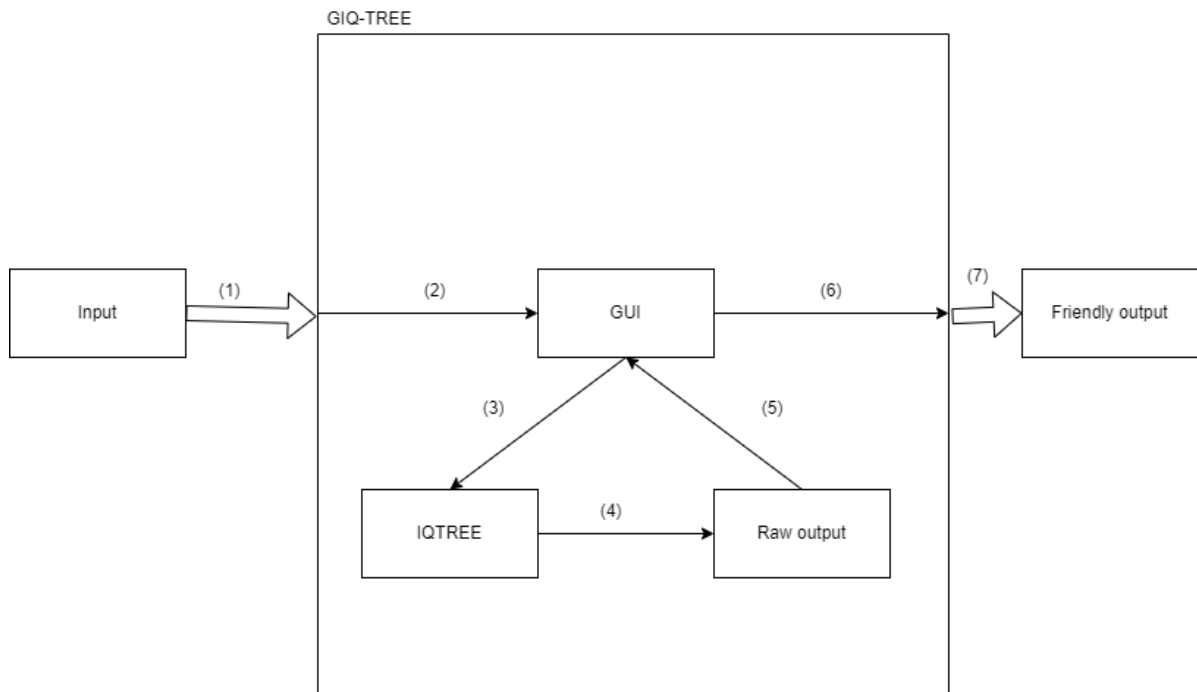 GIQ-TREE
Input
(1)
(2)
GUI
(6)
(7)
Friendly output
(3)
(5)
IQTREE
(4)
Raw output